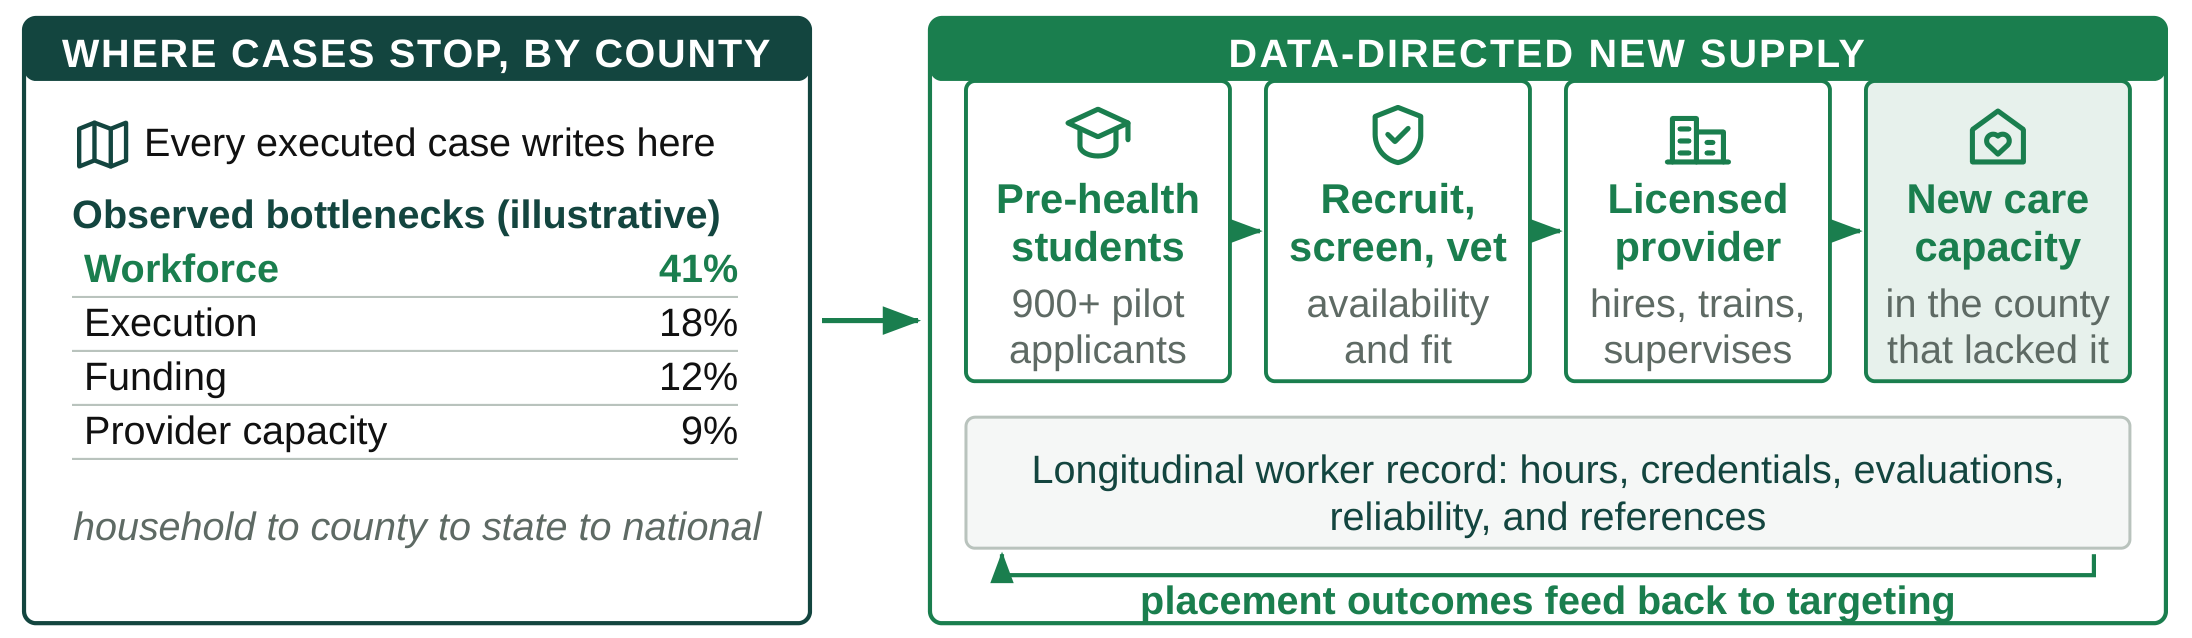 WHERE CASES STOP, BY COUNTY
Every executed case writes here
Observed bottlenecks (illustrative)
Workforce 41%
Execution 18%
Funding 12%
Provider capacity 9%
household to county to state to national
DATA-DIRECTED NEW SUPPLY
Pre-health
students
900+ pilot
applicants
Recruit,
screen, vet
availability
and fit
Licensed
provider
hires, trains,
supervises
New care
capacity
in the county
that lacked it
Longitudinal worker record: hours, credentials, evaluations,
reliability, and references
placement outcomes feed back to targeting